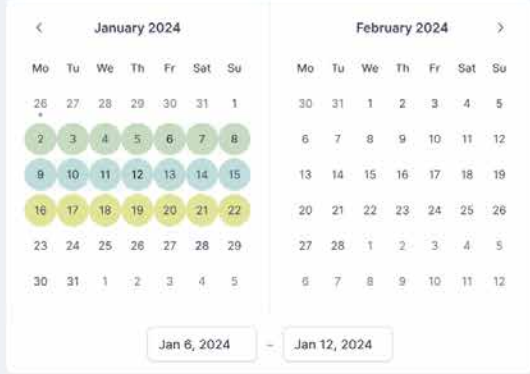 January 2024
Mo Tu We Th Fr Sat Su
26 27 28 29 30 31 1
2 3 4 5 6 7 8
9 10 11 12 13 14 15
16 17 18 19 20 21 22
23 24 25 26 27 28 29
30 31 1 2 3 4 5
February 2024
Mo Tu We Th Fr Sat Su
30 31 1 2 3 4 5
6 7 8 9 10 11 12
13 14 15 16 17 18 19
20 21 22 23 24 25 26
27 28 1 2 3 4 5
6 7 8 9 10 11 12
Jan 6, 2024 – Jan 12, 2024